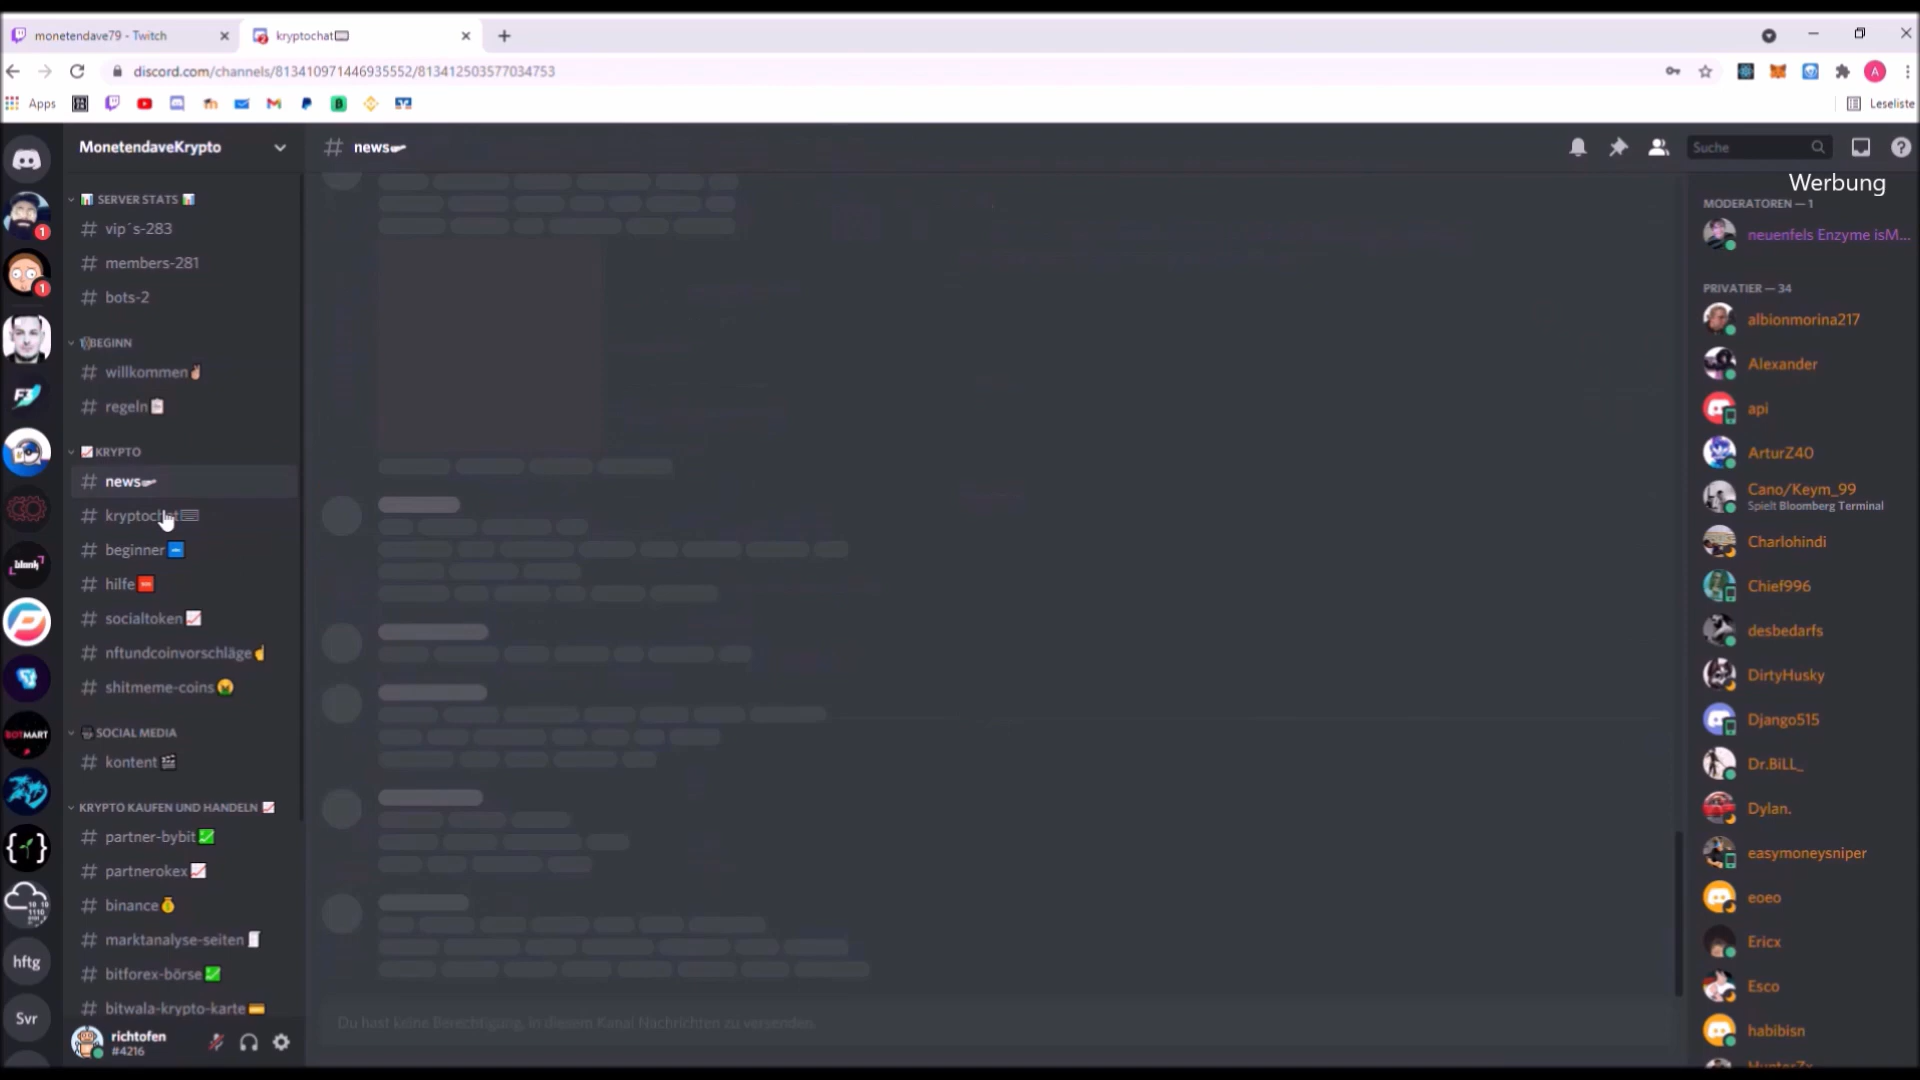 monetendave79 - Twitch
kryptochat
discord.com/channels/813410971446935552/813412503577034753
Apps
Leseliste
MonetendaveKrypto
news
Suche
Werbung
SERVER STATS
vip´s-283
members-281
bots-2
BEGINN
willkommen
regeln
KRYPTO
news
kryptochat
beginner
hilfe
socialtoken
nftundcoinvorschläge
shitmeme-coins
SOCIAL MEDIA
kontent
KRYPTO KAUFEN UND HANDELN
partner-bybit
partnerokex
binance
marktanalyse-seiten
bitforex-börse
bitwala-krypto-karte
blank
BOTMART
hftg
Svr
richtofen
#4216
Du hast keine Berechtigung, in diesem Kanal Nachrichten zu versenden.
MODERATOREN — 1
neuenfels Enzyme isM...
PRIVATIER — 34
albionmorina217
Alexander
api
ArturZ40
Cano/Keym_99
Spielt Bloomberg Terminal
Charlohindi
Chief996
desbedarfs
DirtyHusky
Django515
Dr.BiLL_
Dylan.
easymoneysniper
eoeo
Ericx
Esco
habibisn